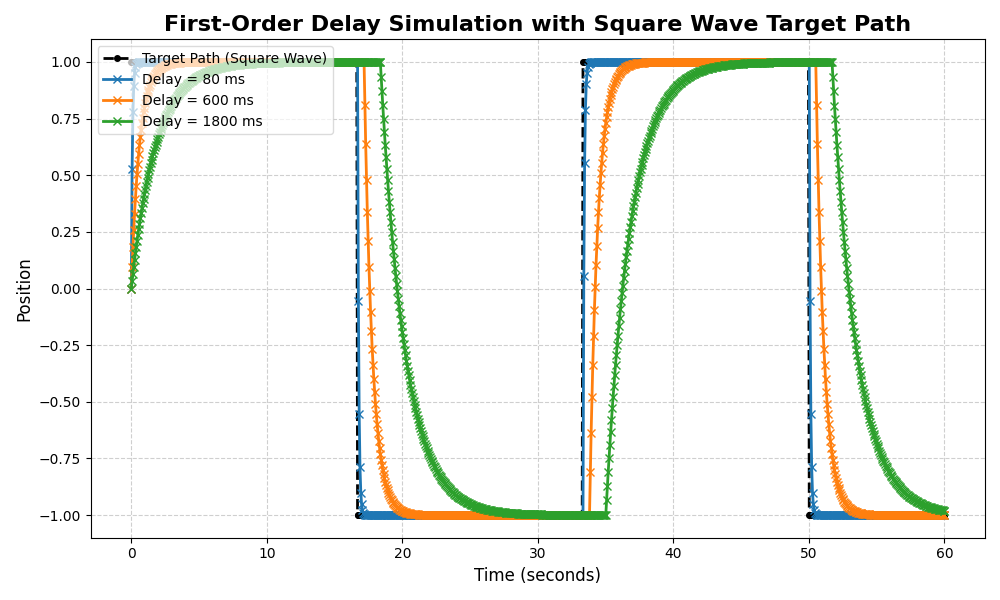 First-Order Delay Simulation with Square Wave Target Path
Target Path (Square Wave)
Delay = 80 ms
Delay = 600 ms
Delay = 1800 ms
Position
1.00
0.75
0.50
0.25
0.00
−0.25
−0.50
−0.75
−1.00
0 10 20 30 40 50 60
Time (seconds)